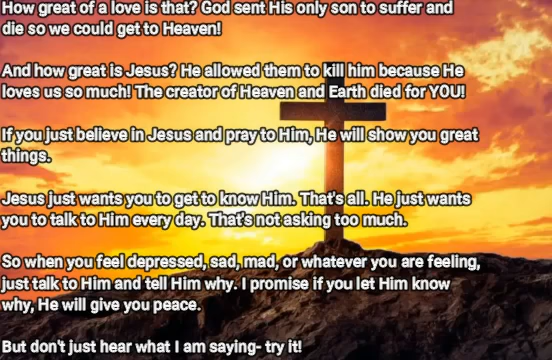 How great of a love is that? God sent His only son to suffer and
die so we could get to Heaven!
And how great is Jesus? He allowed them to kill him because He
loves us so much! The creator of Heaven and Earth died for YOU!
If you just believe in Jesus and pray to Him, He will show you great
things.
Jesus just wants you to get to know Him. That's all. He just wants
you to talk to Him every day. That's not asking too much.
So when you feel depressed, sad, mad, or whatever you are feeling,
just talk to Him and tell Him why. I promise if you let Him know
why, He will give you peace.
But don't just hear what I am saying- try it!